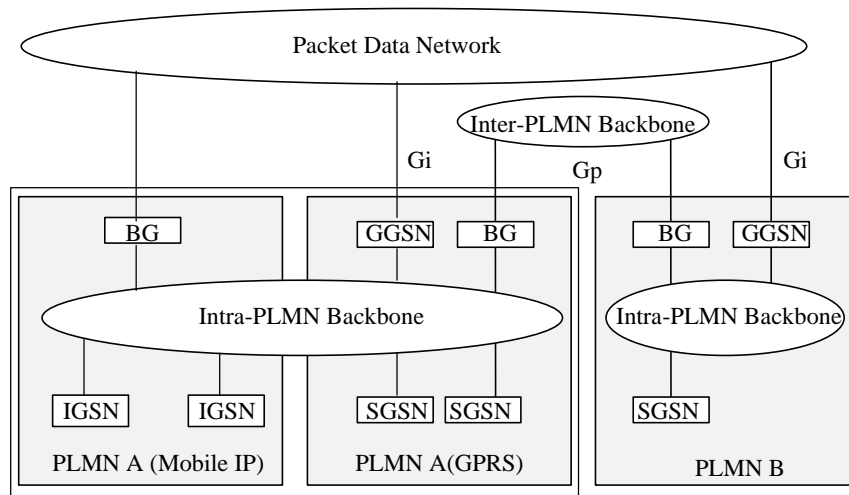 Packet Data Network
Inter-PLMN Backbone
Gi
Gp
Gi
BG
GGSN
BG
BG
GGSN
Intra-PLMN Backbone
Intra-PLMN Backbone
IGSN
IGSN
SGSN
SGSN
SGSN
PLMN A (Mobile IP)
PLMN A(GPRS)
PLMN B